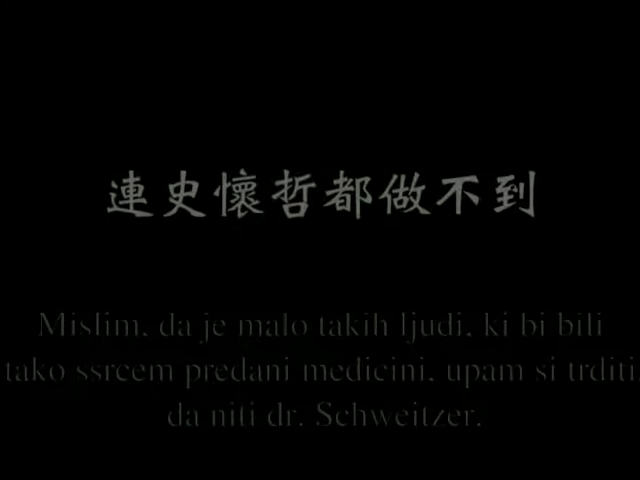 連史懷哲都做不到
Mislim, da je malo takih ljudi, ki bi bili
tako ssrcem predani medicini, upam si trditi,
da niti dr. Schweitzer.